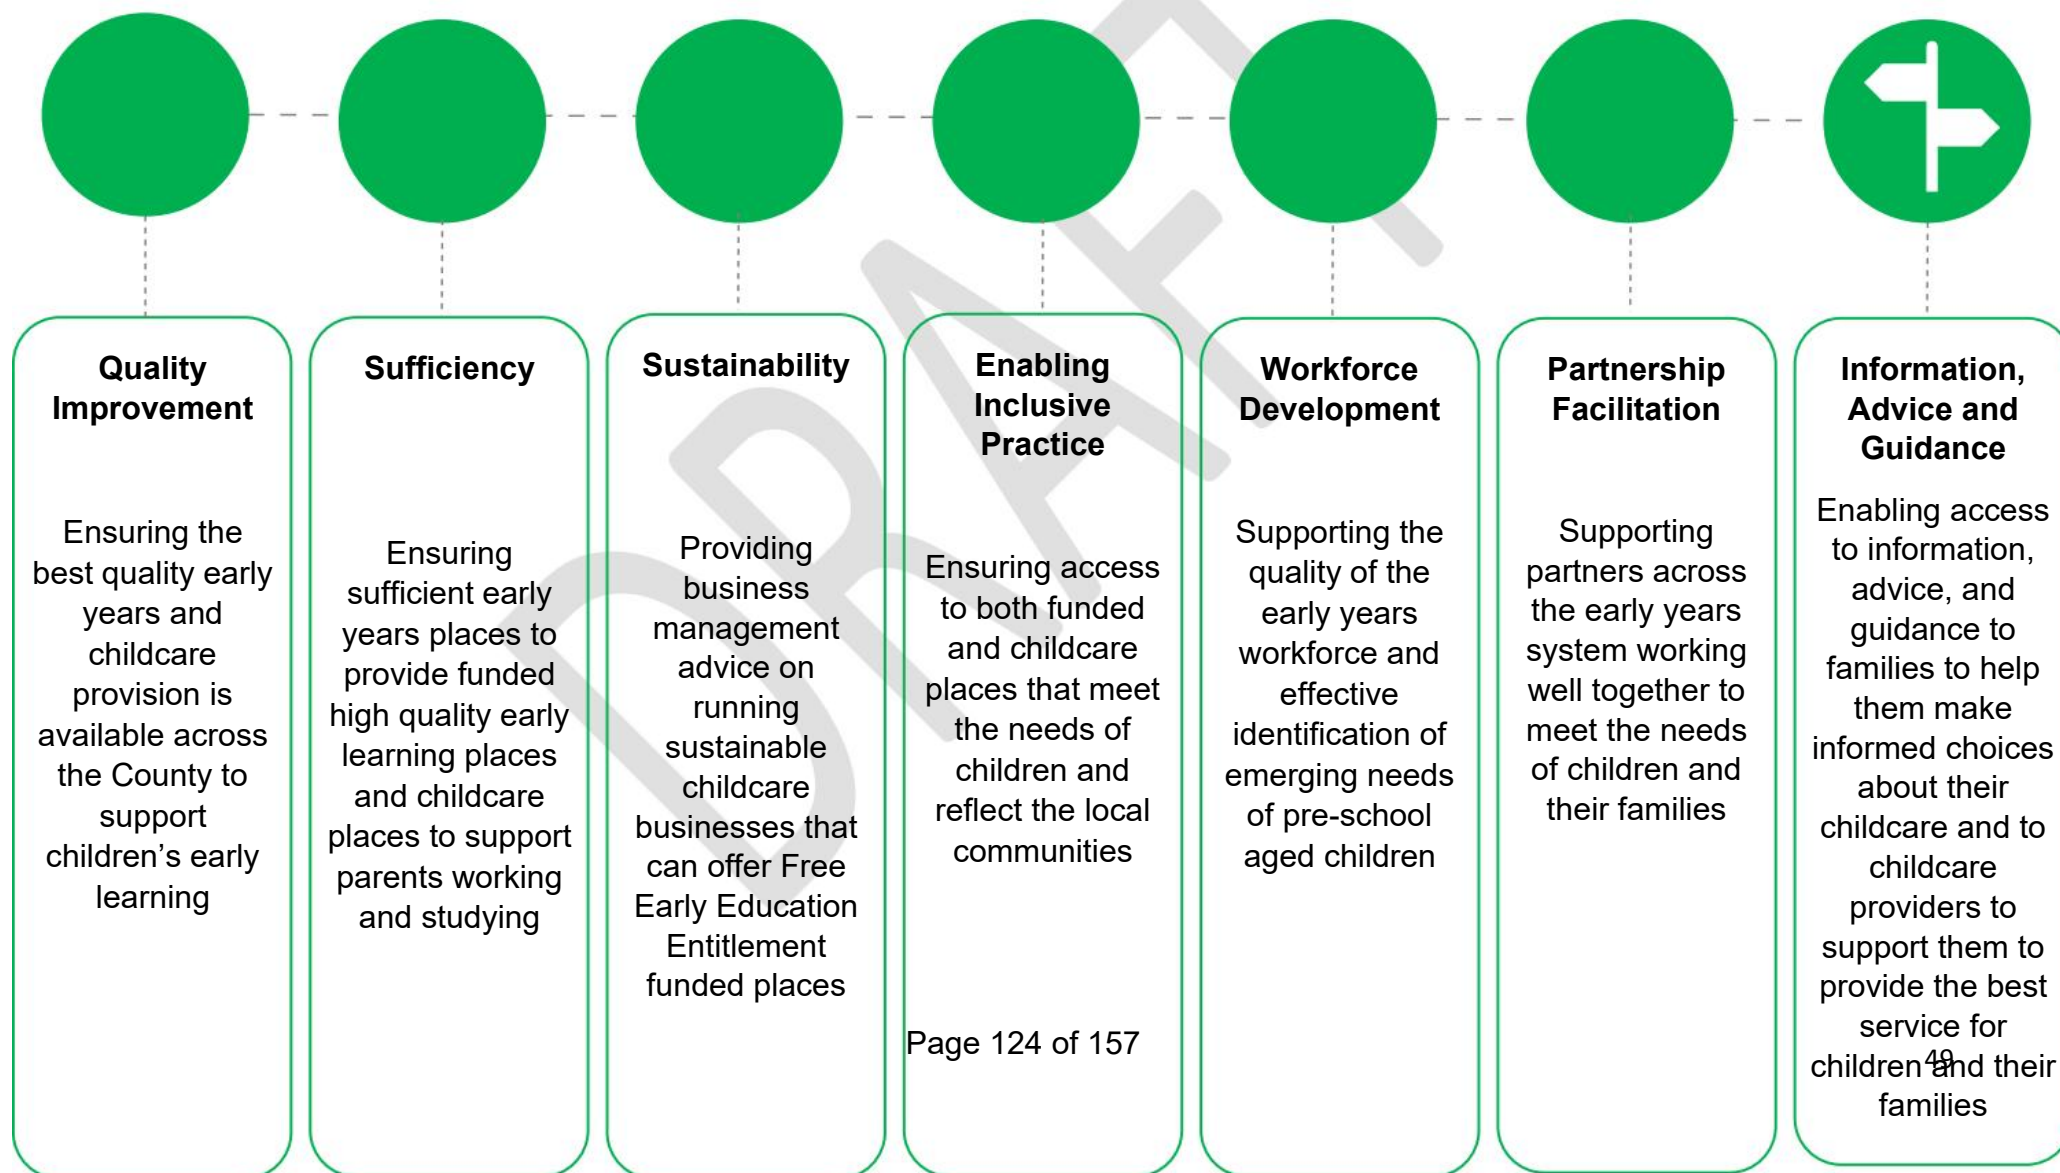 DRAFT
Quality
Improvement
Ensuring the
best quality early
years and
childcare
provision is
available across
the County to
support
children’s early
learning
Sufficiency
Ensuring
sufficient early
years places to
provide funded
high quality early
learning places
and childcare
places to support
parents working
and studying
Sustainability
Providing
business
management
advice on
running
sustainable
childcare
businesses that
can offer Free
Early Education
Entitlement
funded places
Enabling
Inclusive
Practice
Ensuring access
to both funded
and childcare
places that meet
the needs of
children and
reflect the local
communities
Workforce
Development
Supporting the
quality of the
early years
workforce and
effective
identification of
emerging needs
of pre-school
aged children
Partnership
Facilitation
Supporting
partners across
the early years
system working
well together to
meet the needs
of children and
their families
Information,
Advice and
Guidance
Enabling access
to information,
advice, and
guidance to
families to help
them make
informed choices
about their
childcare and to
childcare
providers to
support them to
provide the best
service for
children and their
families
Page 124 of 157
49